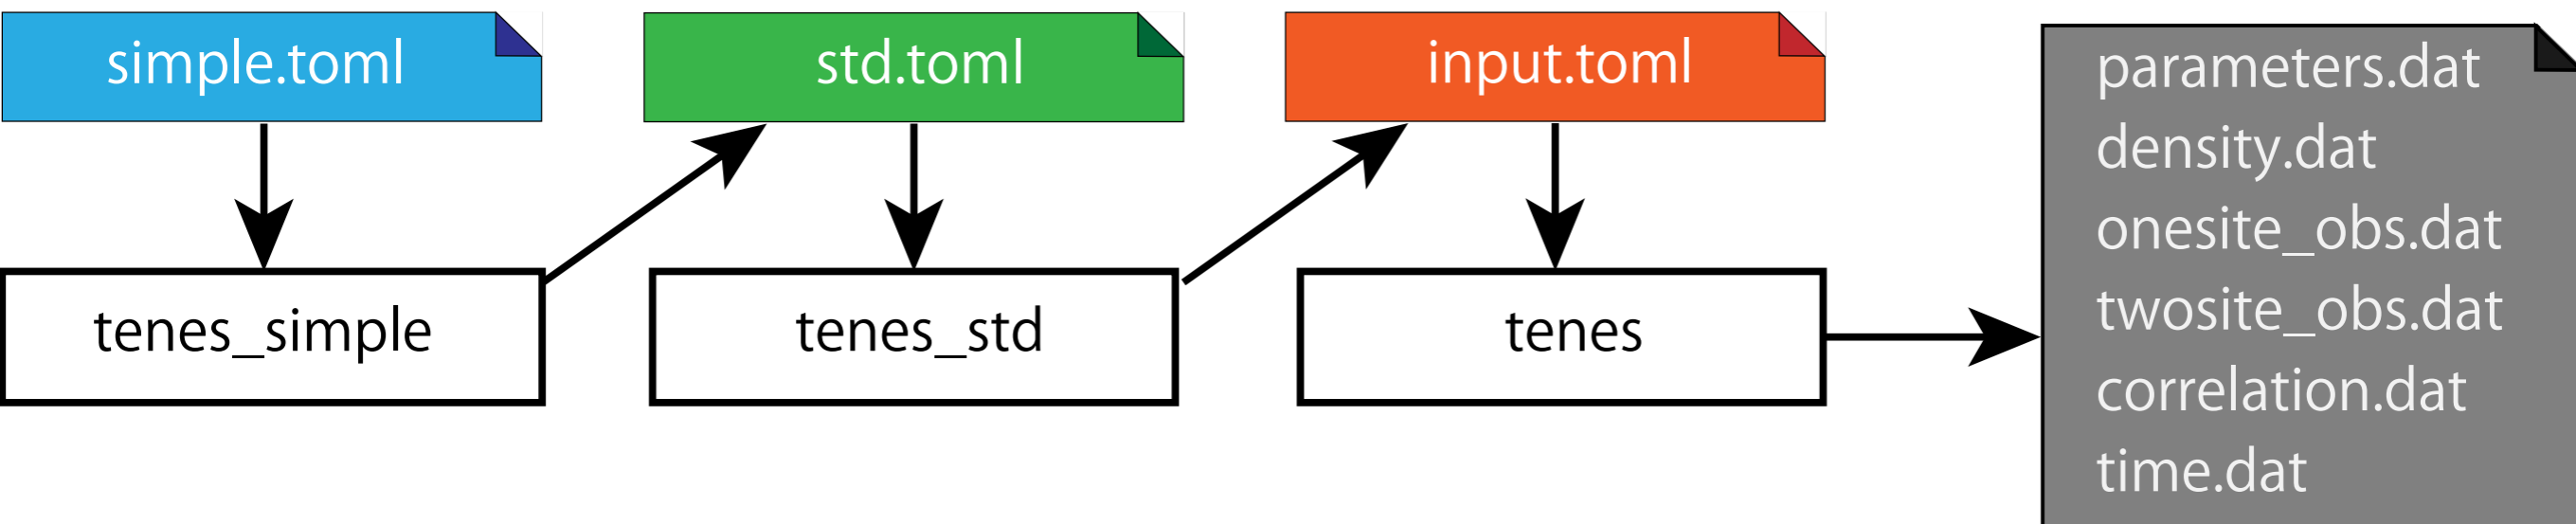 simple.toml
std.toml
input.toml
tenes_simple
tenes_std
tenes
parameters.dat
density.dat
onesite_obs.dat
twosite_obs.dat
correlation.dat
time.dat